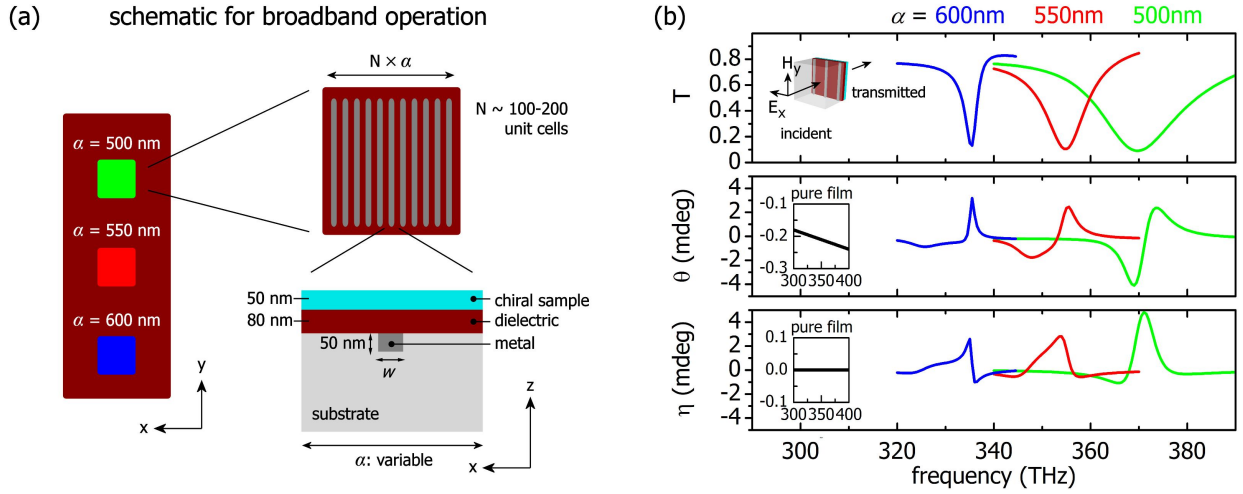 (a)
schematic for broadband operation
α = 500 nm
α = 550 nm
α = 600 nm
y
x
N × α
N ~ 100-200
unit cells
50 nm
chiral sample
80 nm
dielectric
50 nm
metal
w
substrate
α: variable
z
x
(b)
α = 600nm 550nm 500nm
T
0.8
0.6
0.4
0.2
0
Hy
Ex
transmitted
incident
θ (mdeg)
4
2
0
-2
-4
pure film
-0.1
-0.2
-0.3
300 350 400
η (mdeg)
4
2
0
-2
-4
pure film
0.1
0.0
-0.1
300 350 400
300 320 340 360 380
frequency (THz)